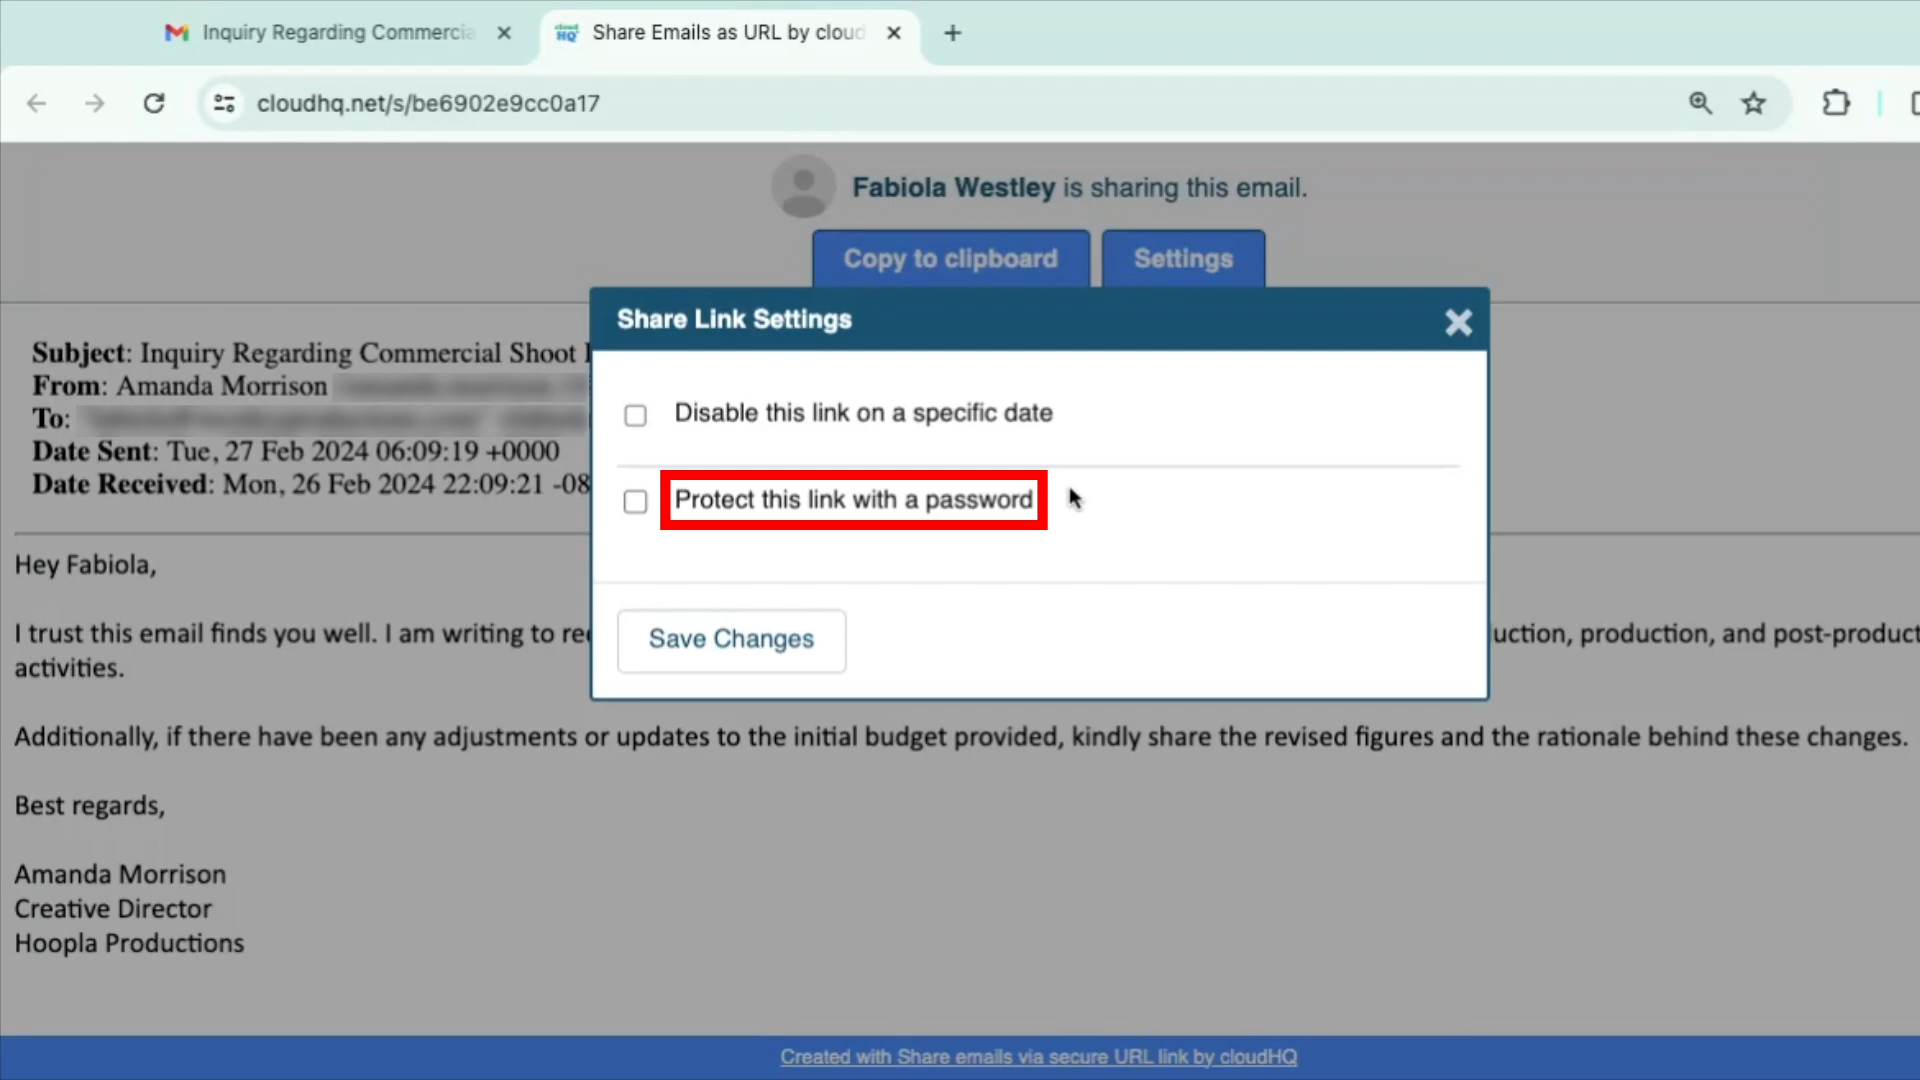 Inquiry Regarding Commercia
Share Emails as URL by cloud
cloudhq.net/s/be6902e9cc0a17
Fabiola Westley is sharing this email.
Copy to clipboard
Settings
Share Link Settings
Subject: Inquiry Regarding Commercial Shoot
From: Amanda Morrison
To:
Date Sent: Tue, 27 Feb 2024 06:09:19 +0000
Date Received: Mon, 26 Feb 2024 22:09:21 -08
Disable this link on a specific date
Protect this link with a password
Save Changes
Hey Fabiola,
I trust this email finds you well. I am writing to re
uction, production, and post-product
activities.
Additionally, if there have been any adjustments or updates to the initial budget provided, kindly share the revised figures and the rationale behind these changes.
Best regards,
Amanda Morrison
Creative Director
Hoopla Productions
Created with Share emails via secure URL link by cloudHQ